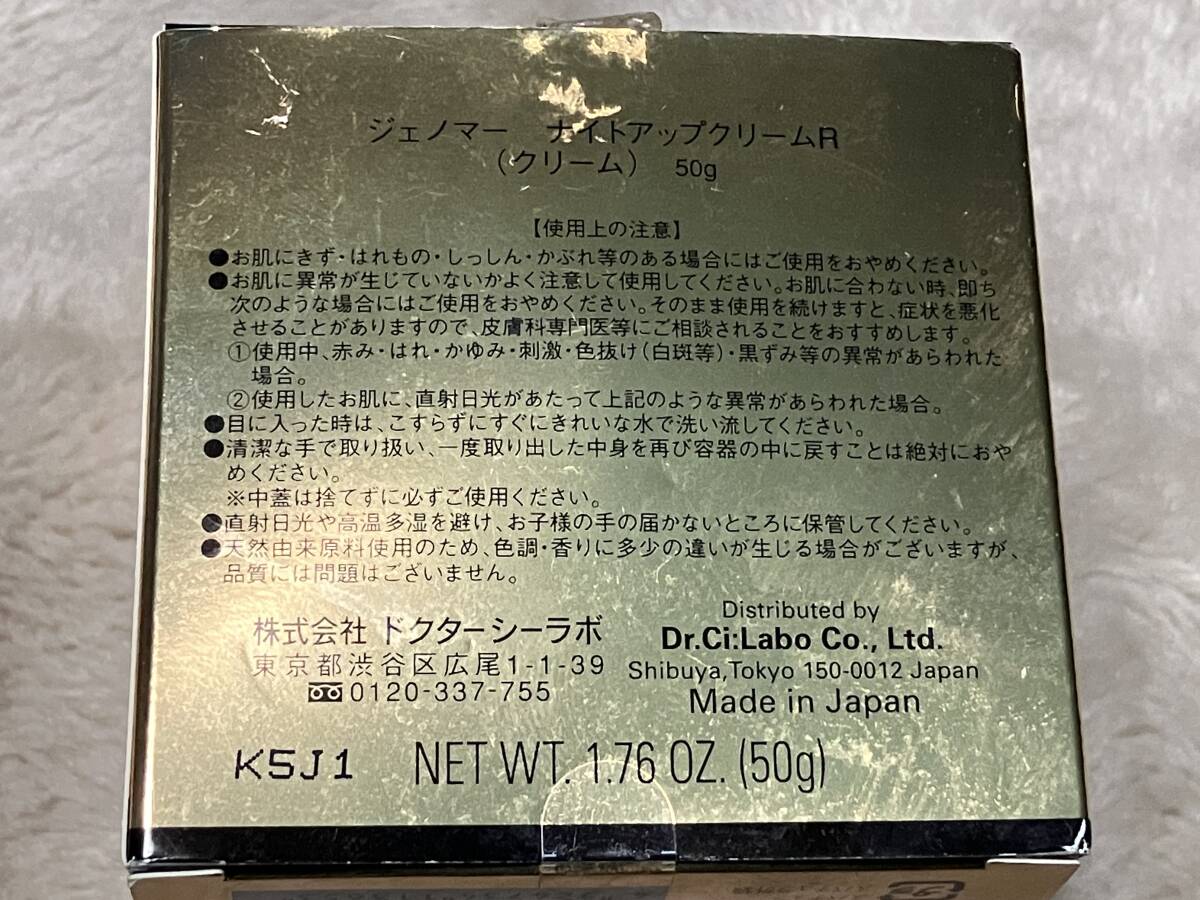 ジェノマー ナイトアップクリームR
(クリーム) 50g
【使用上の注意】
●お肌にきず・はれもの・しっしん・かぶれ等のある場合にはご使用をおやめください。
●お肌に異常が生じていないかよく注意して使用してください。お肌に合わない時、即ち
次のような場合にはご使用をおやめください。そのまま使用を続けますと、症状を悪化
させることがありますので、皮膚科専門医等にご相談されることをおすすめします。
①使用中、赤み・はれ・かゆみ・刺激・色抜け(白斑等)・黒ずみ等の異常があらわれた
場合。
②使用したお肌に、直射日光があたって上記のような異常があらわれた場合。
●目に入った時は、こすらずにすぐにきれいな水で洗い流してください。
●清潔な手で取り扱い、一度取り出した中身を再び容器の中に戻すことは絶対におや
めください。
※中蓋は捨てずに必ずご使用ください。
●直射日光や高温多湿を避け、お子様の手の届かないところに保管してください。
●天然由来原料使用のため、色調・香りに多少の違いが生じる場合がございますが、
品質には問題はございません。
株式会社 ドクターシーラボ
東京都渋谷区広尾1-1-39
0120-337-755
Distributed by
Dr.Ci:Labo Co., Ltd.
Shibuya,Tokyo 150-0012 Japan
Made in Japan
K5J1 NET WT. 1.76 OZ. (50g)